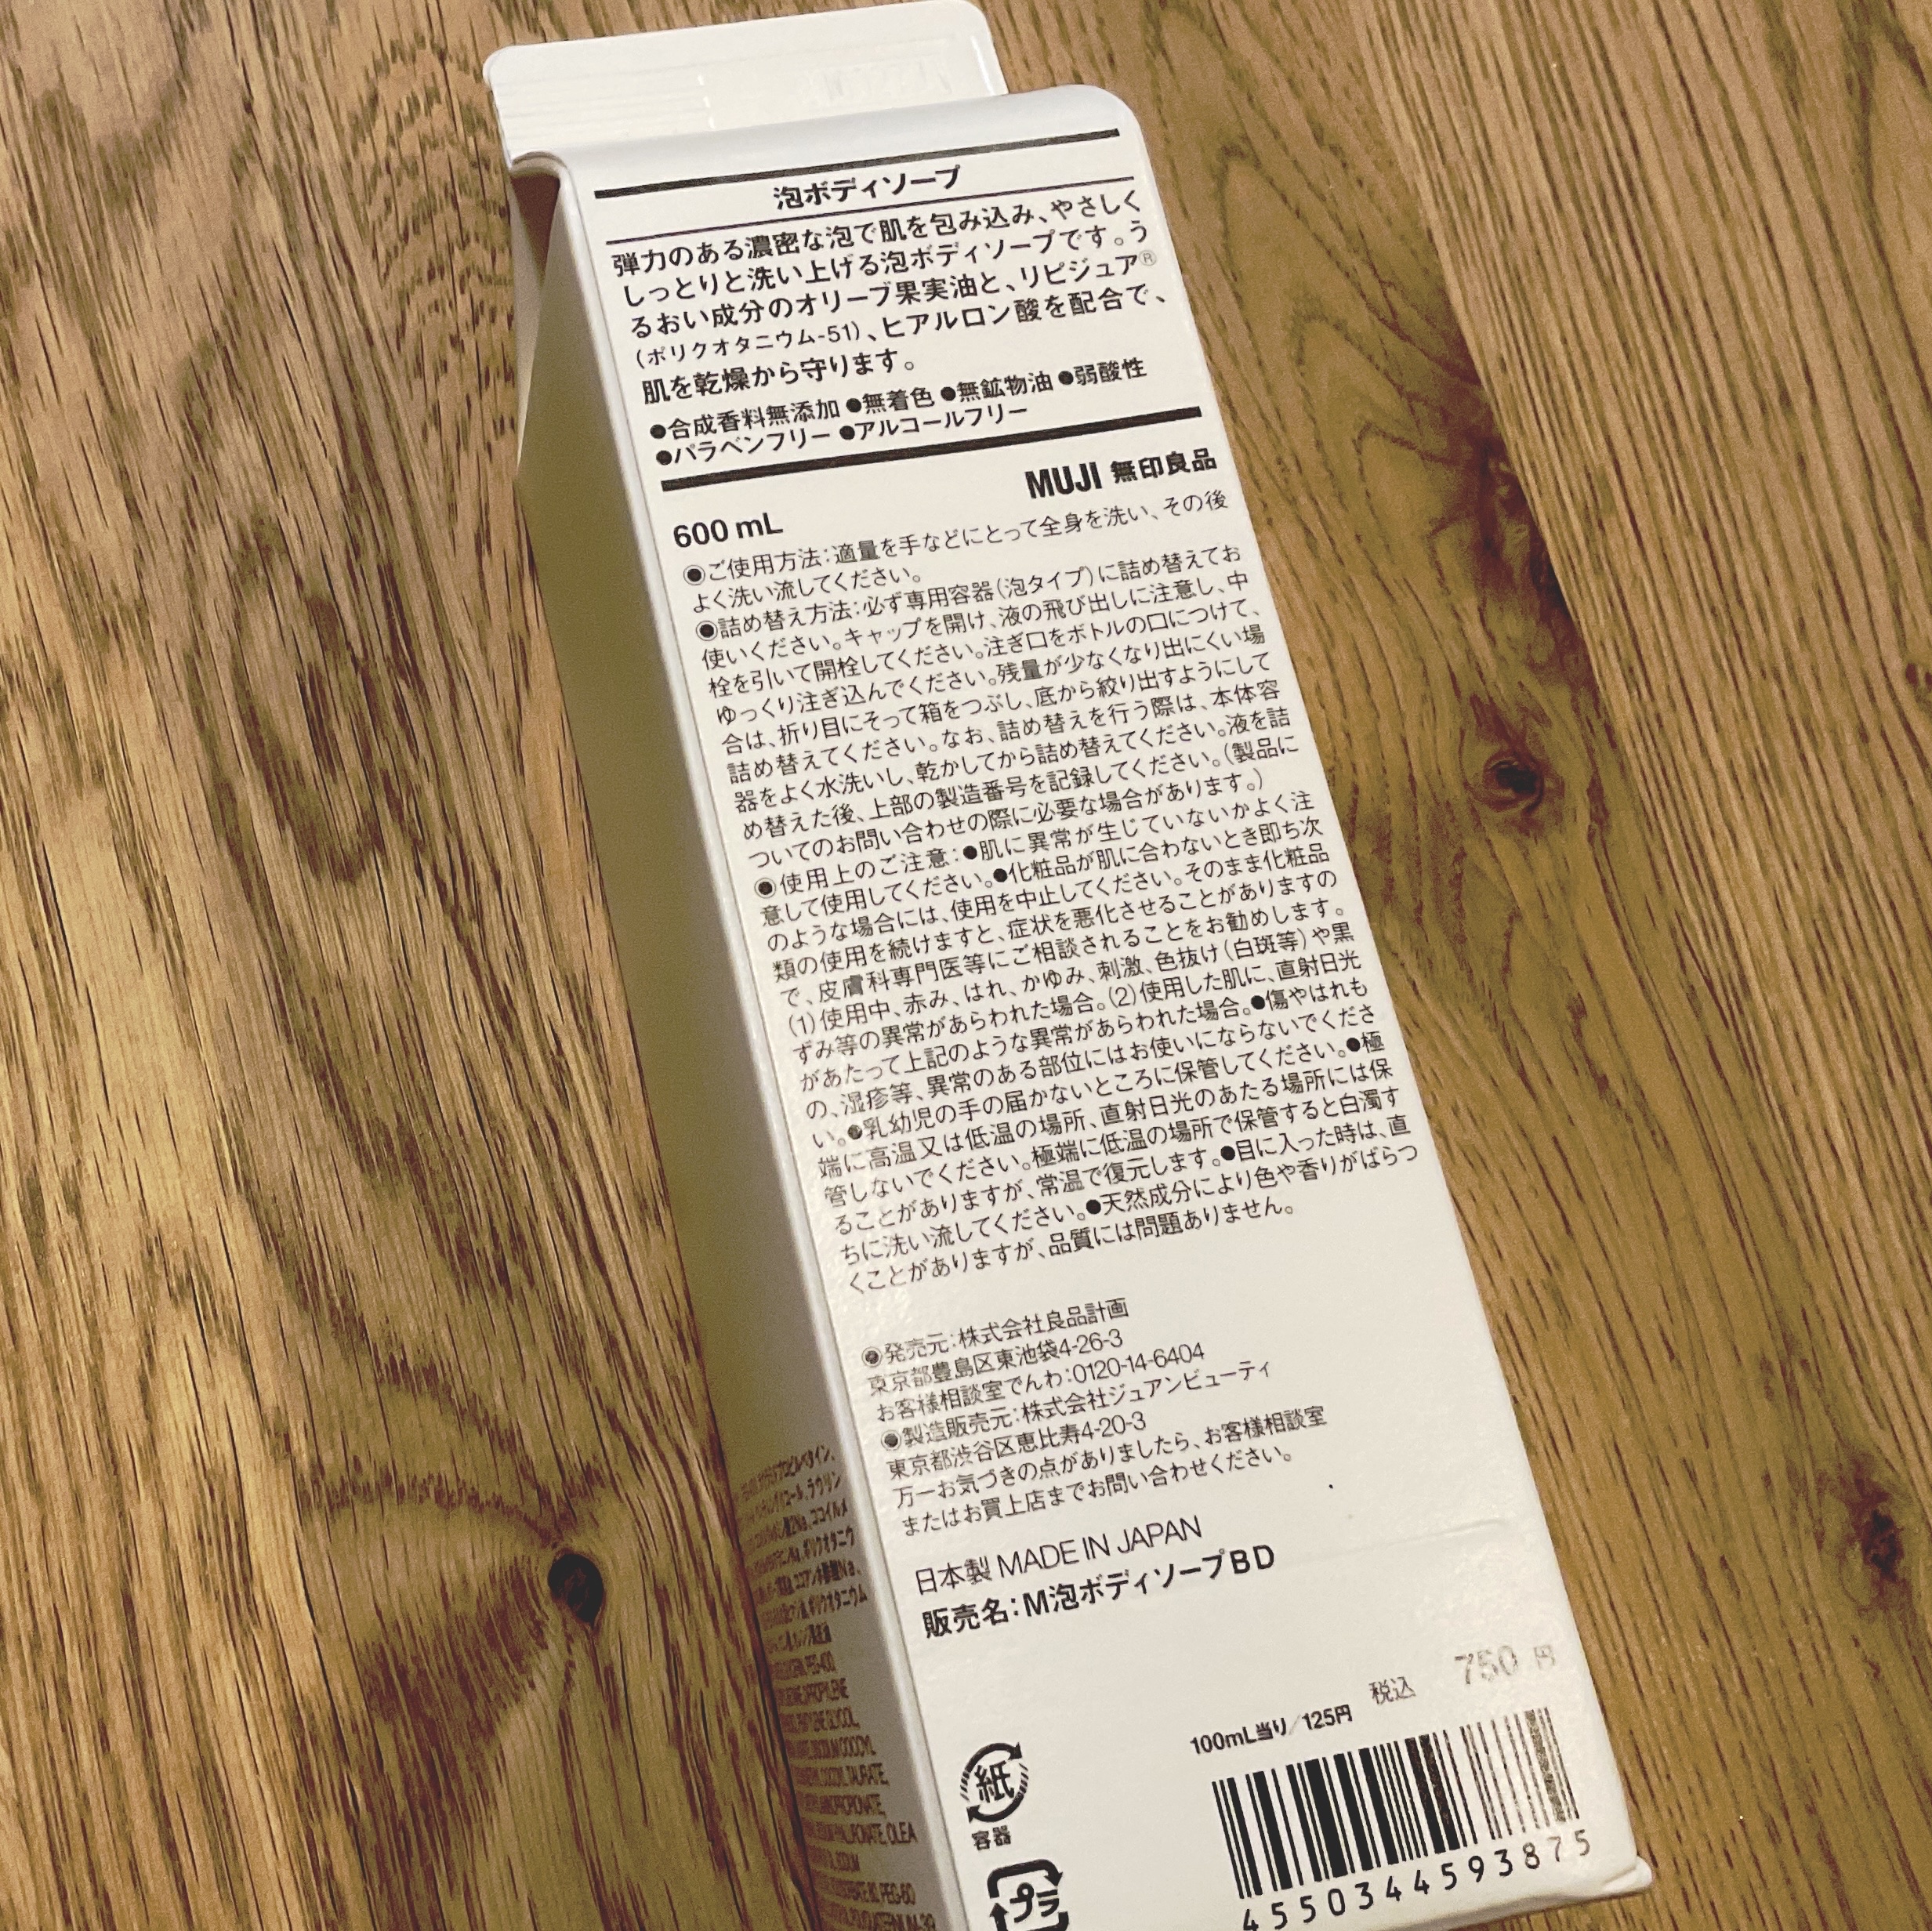 泡ボディソープ
弾力のある濃密な泡で肌を包み込み、やさしく
しっとりと洗い上げる泡ボディソープです。う
るおい成分のオリーブ果実油と、リピジュア®
(ポリクオタニウム-51)、ヒアルロン酸を配合で、
肌を乾燥から守ります。
●合成香料無添加 ●無着色 ●無鉱物油 ●弱酸性
●パラベンフリー ●アルコールフリー
MUJI 無印良品
600 mL
◉ご使用方法:適量を手などにとって全身を洗い、その後
よく洗い流してください。
◉詰め替え方法:必ず専用容器(泡タイプ)に詰め替えてお
使いください。キャップを開け、液の飛び出しに注意し、中
栓を引いて開栓してください。注ぎ口をボトルの口につけて、
ゆっくり注ぎ込んでください。残量が少なくなり出にくい場
合は、折り目にそって箱をつぶし、底から絞り出すようにして
詰め替えてください。なお、詰め替えを行う際は、本体容
器をよく水洗いし、乾かしてから詰め替えてください。液を詰
め替えた後、上部の製造番号を記録してください。(製品に
ついてのお問い合わせの際に必要な場合があります。)
◉使用上のご注意:●肌に異常が生じていないかよく注
意して使用してください。●化粧品が肌に合わないとき即ち次
のような場合には、使用を中止してください。そのまま化粧品
類の使用を続けますと、症状を悪化させることがありますの
で、皮膚科専門医等にご相談されることをお勧めします。
(1)使用中、赤み、はれ、かゆみ、刺激、色抜け(白斑等)や黒
ずみ等の異常があらわれた場合。(2)使用した肌に、直射日光
があたって上記のような異常があらわれた場合。●傷やはれも
の、湿疹等、異常のある部位にはお使いにならないでくださ
い。●乳幼児の手の届かないところに保管してください。●極
端に高温又は低温の場所、直射日光のあたる場所には保
管しないでください。極端に低温の場所で保管すると白濁す
ることがありますが、常温で復元します。●目に入った時は、直
ちに洗い流してください。●天然成分により色や香りがばらつ
くことがありますが、品質には問題ありません。
◉発売元:株式会社良品計画
東京都豊島区東池袋4-26-3
お客様相談室でんわ:0120-14-6404
◉製造販売元:株式会社ジュアンビューティ
東京都渋谷区恵比寿4-20-3
万一お気づきの点がありましたら、お客様相談室
またはお買上店までお問い合わせください。
日本製 MADE IN JAPAN
販売名:M泡ボディソープBD
税込 750 円
100mL当り/125円
紙
容器
プラ
4550344593875